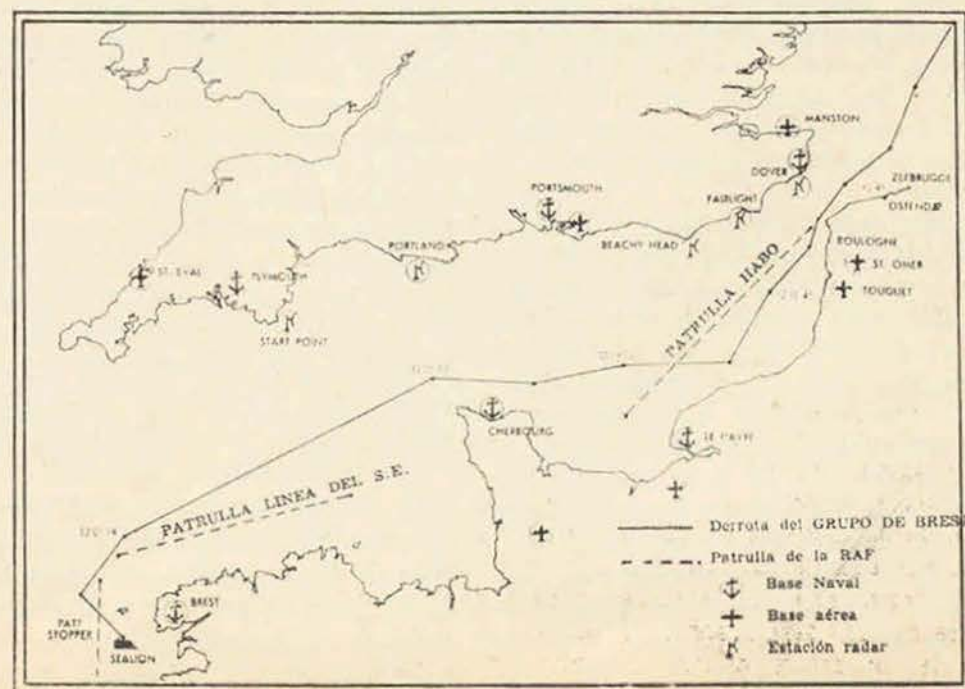 MANSTON
DOVER
ZEEBRUGGE
OSTENDE
PORTSMOUTH
FAIRLIGHT
BEACHY HEAD
PORTLAND
BOULOGNE
ST. OMER
TOUQUET
ST. EVAL
PLYMOUTH
START POINT
PATRULLA HABO
CHERBOURG
LE HAVRE
PATRULLA LINEA DEL S.E.
Derrota del GRUPO DE BRES
Patrulla de la RAF
Base Naval
Base aérea
Estación radar
BREST
PATT
STOPPER
SEALION